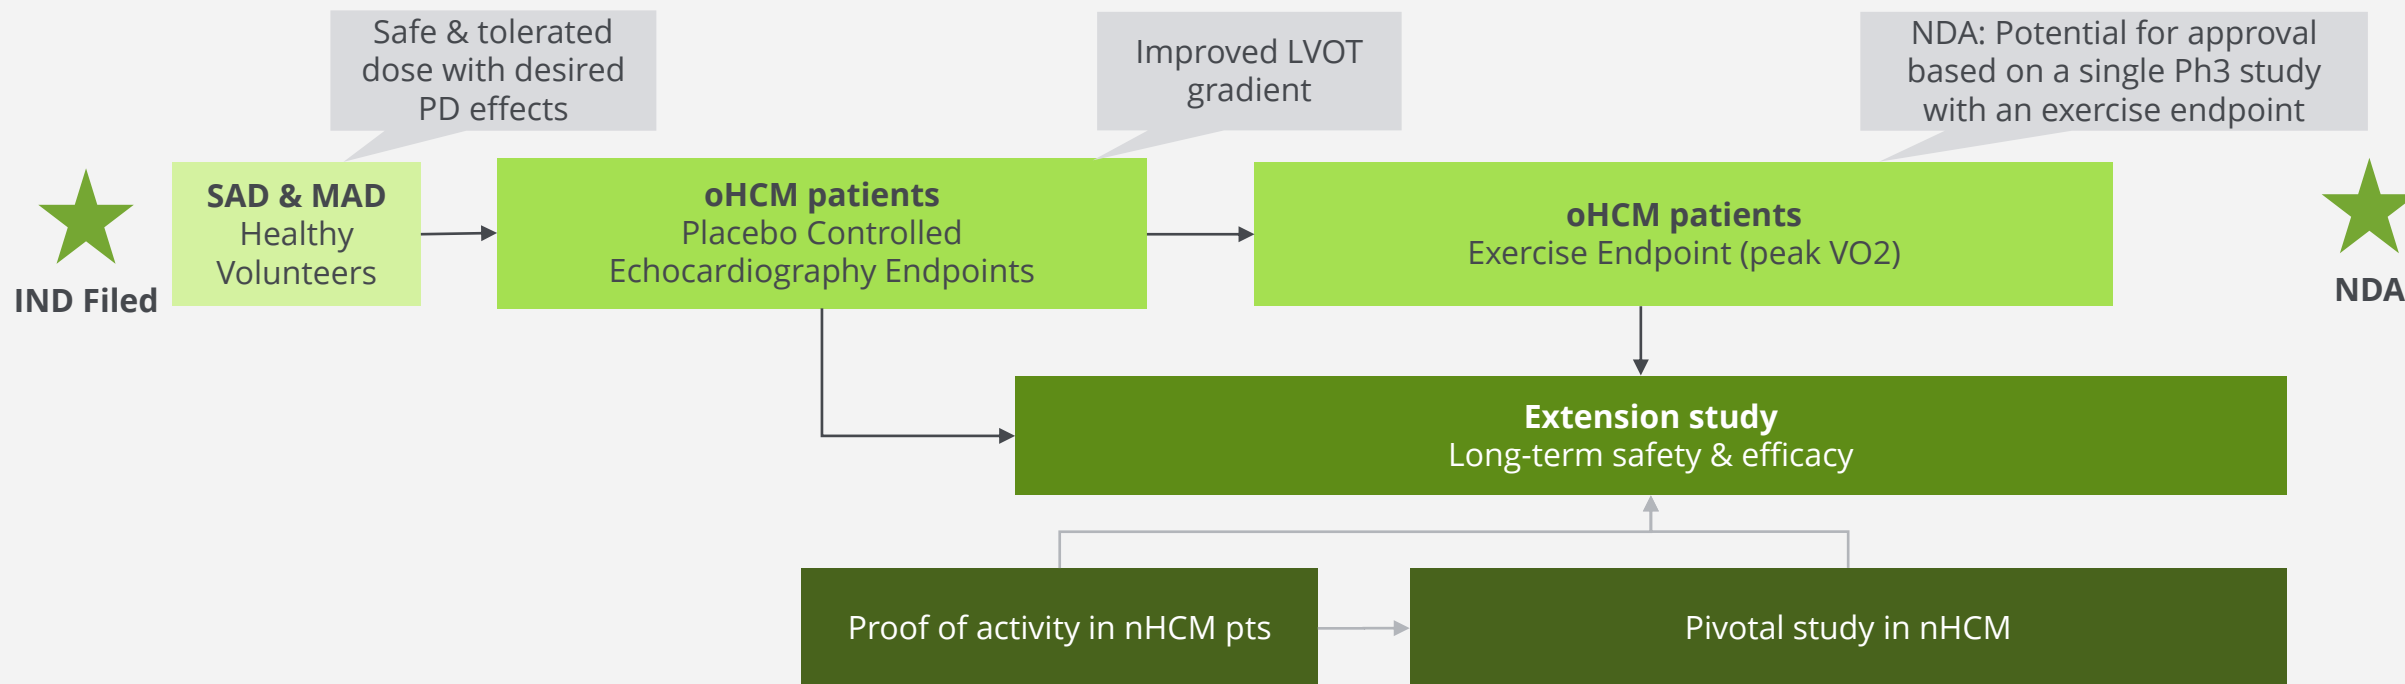 Safe & tolerated
dose with desired
PD effects
Improved LVOT
gradient
NDA: Potential for approval
based on a single Ph3 study
with an exercise endpoint
IND Filed
SAD & MAD
Healthy
Volunteers
oHCM patients
Placebo Controlled
Echocardiography Endpoints
oHCM patients
Exercise Endpoint (peak VO2)
NDA
Extension study
Long-term safety & efficacy
Proof of activity in nHCM pts
Pivotal study in nHCM